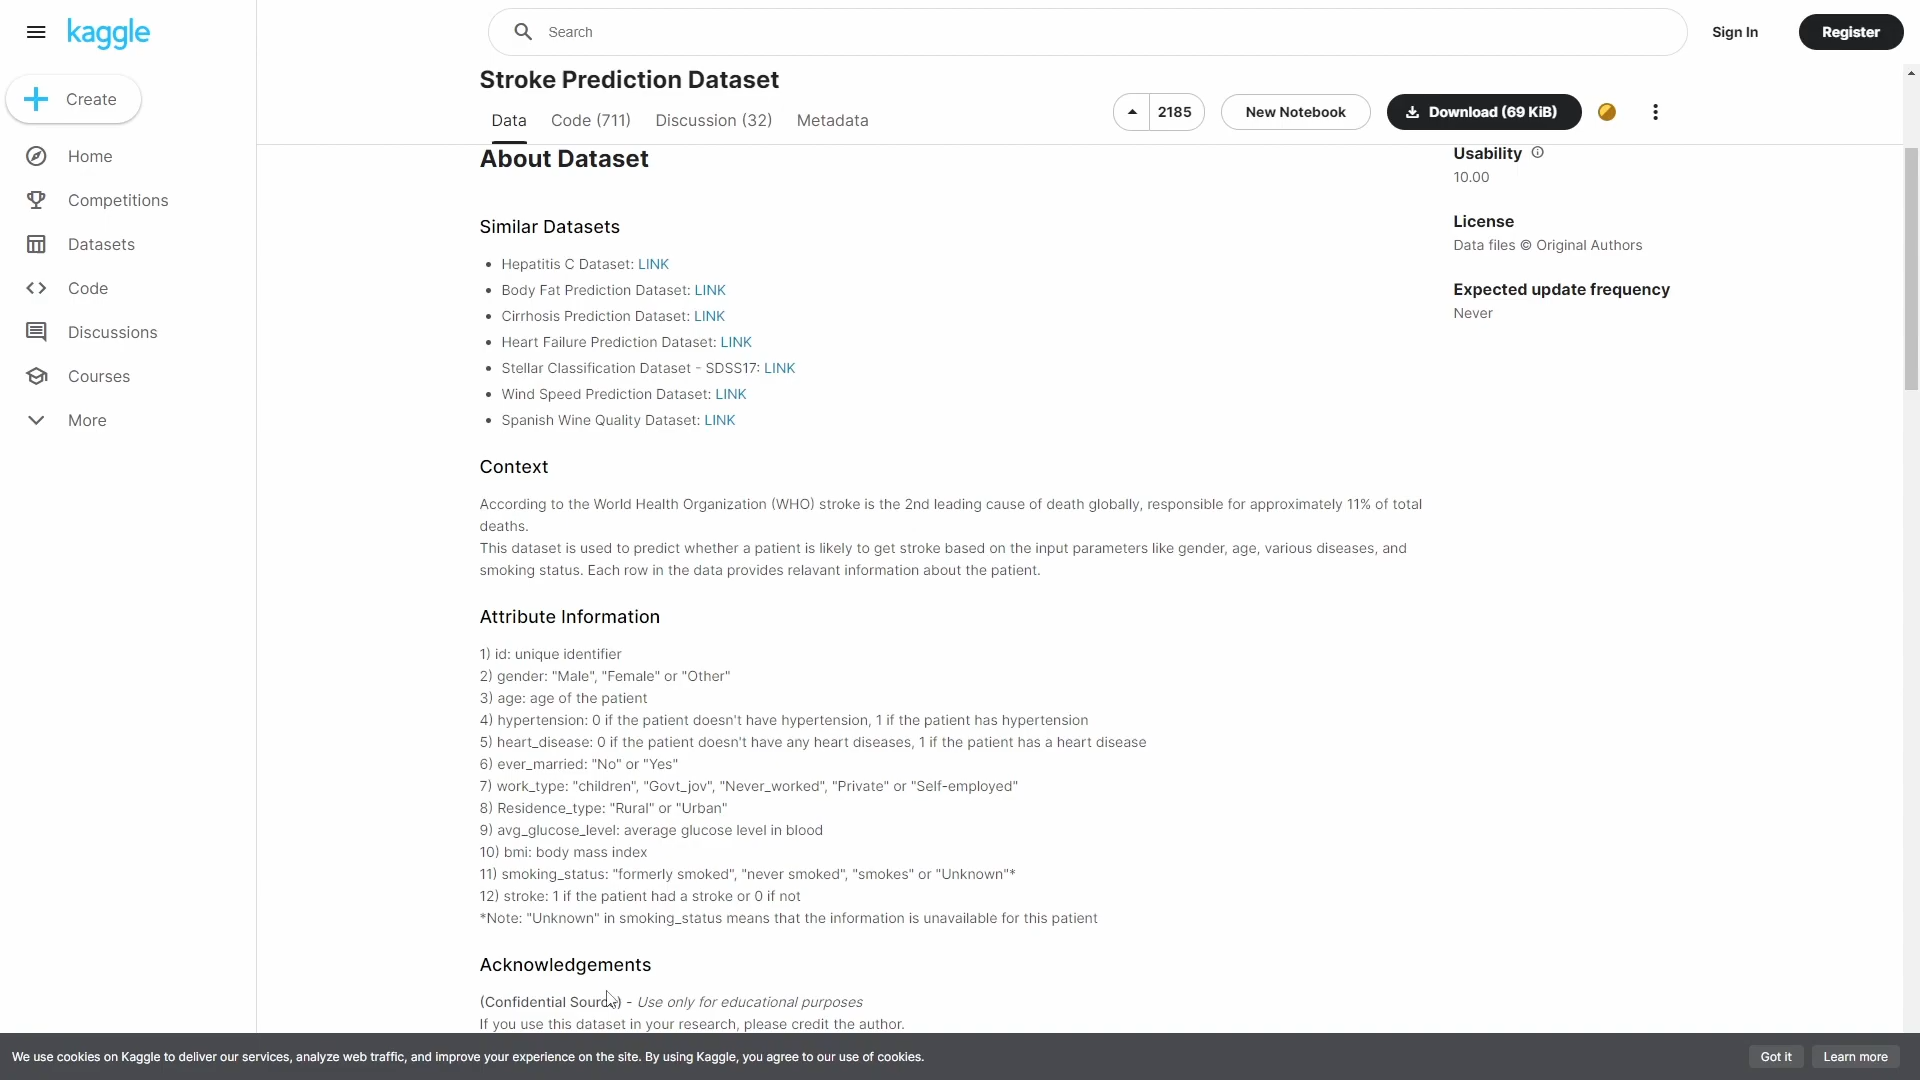 kaggle
Search
Sign In
Register
Create
Home
Competitions
Datasets
Code
Discussions
Courses
More
Stroke Prediction Dataset
Data
Code (711)
Discussion (32)
Metadata
2185
New Notebook
Download (69 KiB)
About Dataset
Similar Datasets
Hepatitis C Dataset: LINK
Body Fat Prediction Dataset: LINK
Cirrhosis Prediction Dataset: LINK
Heart Failure Prediction Dataset: LINK
Stellar Classification Dataset - SDSS17: LINK
Wind Speed Prediction Dataset: LINK
Spanish Wine Quality Dataset: LINK
Context
According to the World Health Organization (WHO) stroke is the 2nd leading cause of death globally, responsible for approximately 11% of total
deaths.
This dataset is used to predict whether a patient is likely to get stroke based on the input parameters like gender, age, various diseases, and
smoking status. Each row in the data provides relavant information about the patient.
Attribute Information
1) id: unique identifier
2) gender: "Male", "Female" or "Other"
3) age: age of the patient
4) hypertension: 0 if the patient doesn't have hypertension, 1 if the patient has hypertension
5) heart_disease: 0 if the patient doesn't have any heart diseases, 1 if the patient has a heart disease
6) ever_married: "No" or "Yes"
7) work_type: "children", "Govt_jov", "Never_worked", "Private" or "Self-employed"
8) Residence_type: "Rural" or "Urban"
9) avg_glucose_level: average glucose level in blood
10) bmi: body mass index
11) smoking_status: "formerly smoked", "never smoked", "smokes" or "Unknown"*
12) stroke: 1 if the patient had a stroke or 0 if not
*Note: "Unknown" in smoking_status means that the information is unavailable for this patient
Acknowledgements
(Confidential Source) - Use only for educational purposes
If you use this dataset in your research, please credit the author.
Usability
10.00
License
Data files © Original Authors
Expected update frequency
Never
We use cookies on Kaggle to deliver our services, analyze web traffic, and improve your experience on the site. By using Kaggle, you agree to our use of cookies.
Got it
Learn more